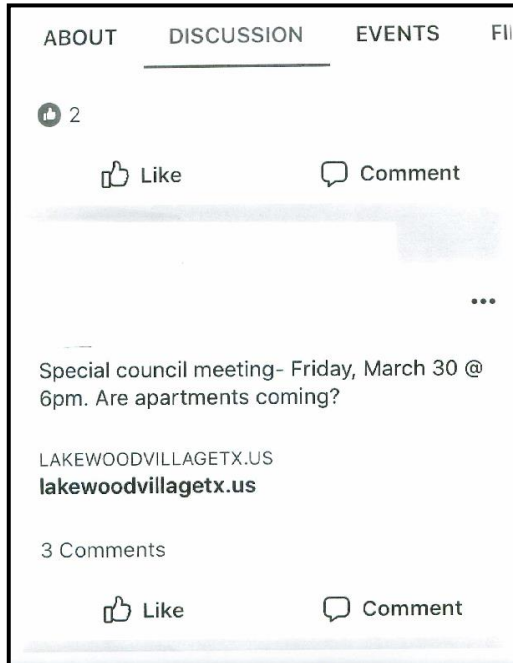 ABOUT DISCUSSION EVENTS
2
Like Comment
Special council meeting- Friday, March 30 @
6pm. Are apartments coming?
LAKEWOODVILLAGETX.US
lakewoodvillagetx.us
3 Comments
Like Comment